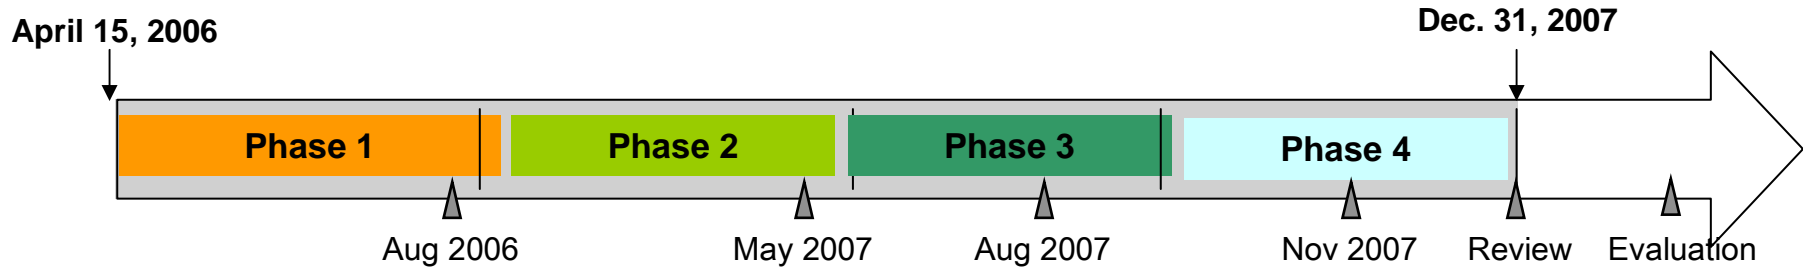 April 15, 2006
Dec. 31, 2007
Phase 1
Phase 2
Phase 3
Phase 4
Aug 2006
May 2007
Aug 2007
Nov 2007
Review
Evaluation